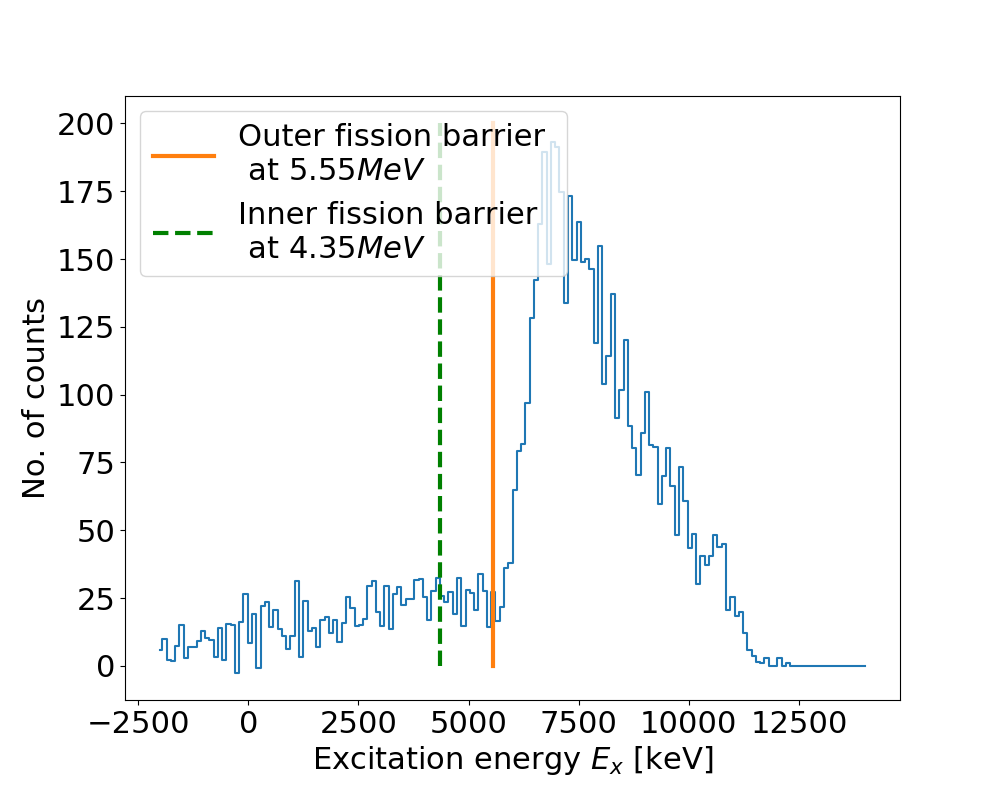 Outer fission barrier
at 5.55MeV
Inner fission barrier
at 4.35MeV
No. of counts
200
175
150
125
100
75
50
25
0
−2500 0 2500 5000 7500 10000 12500
Excitation energy Eₓ [keV]